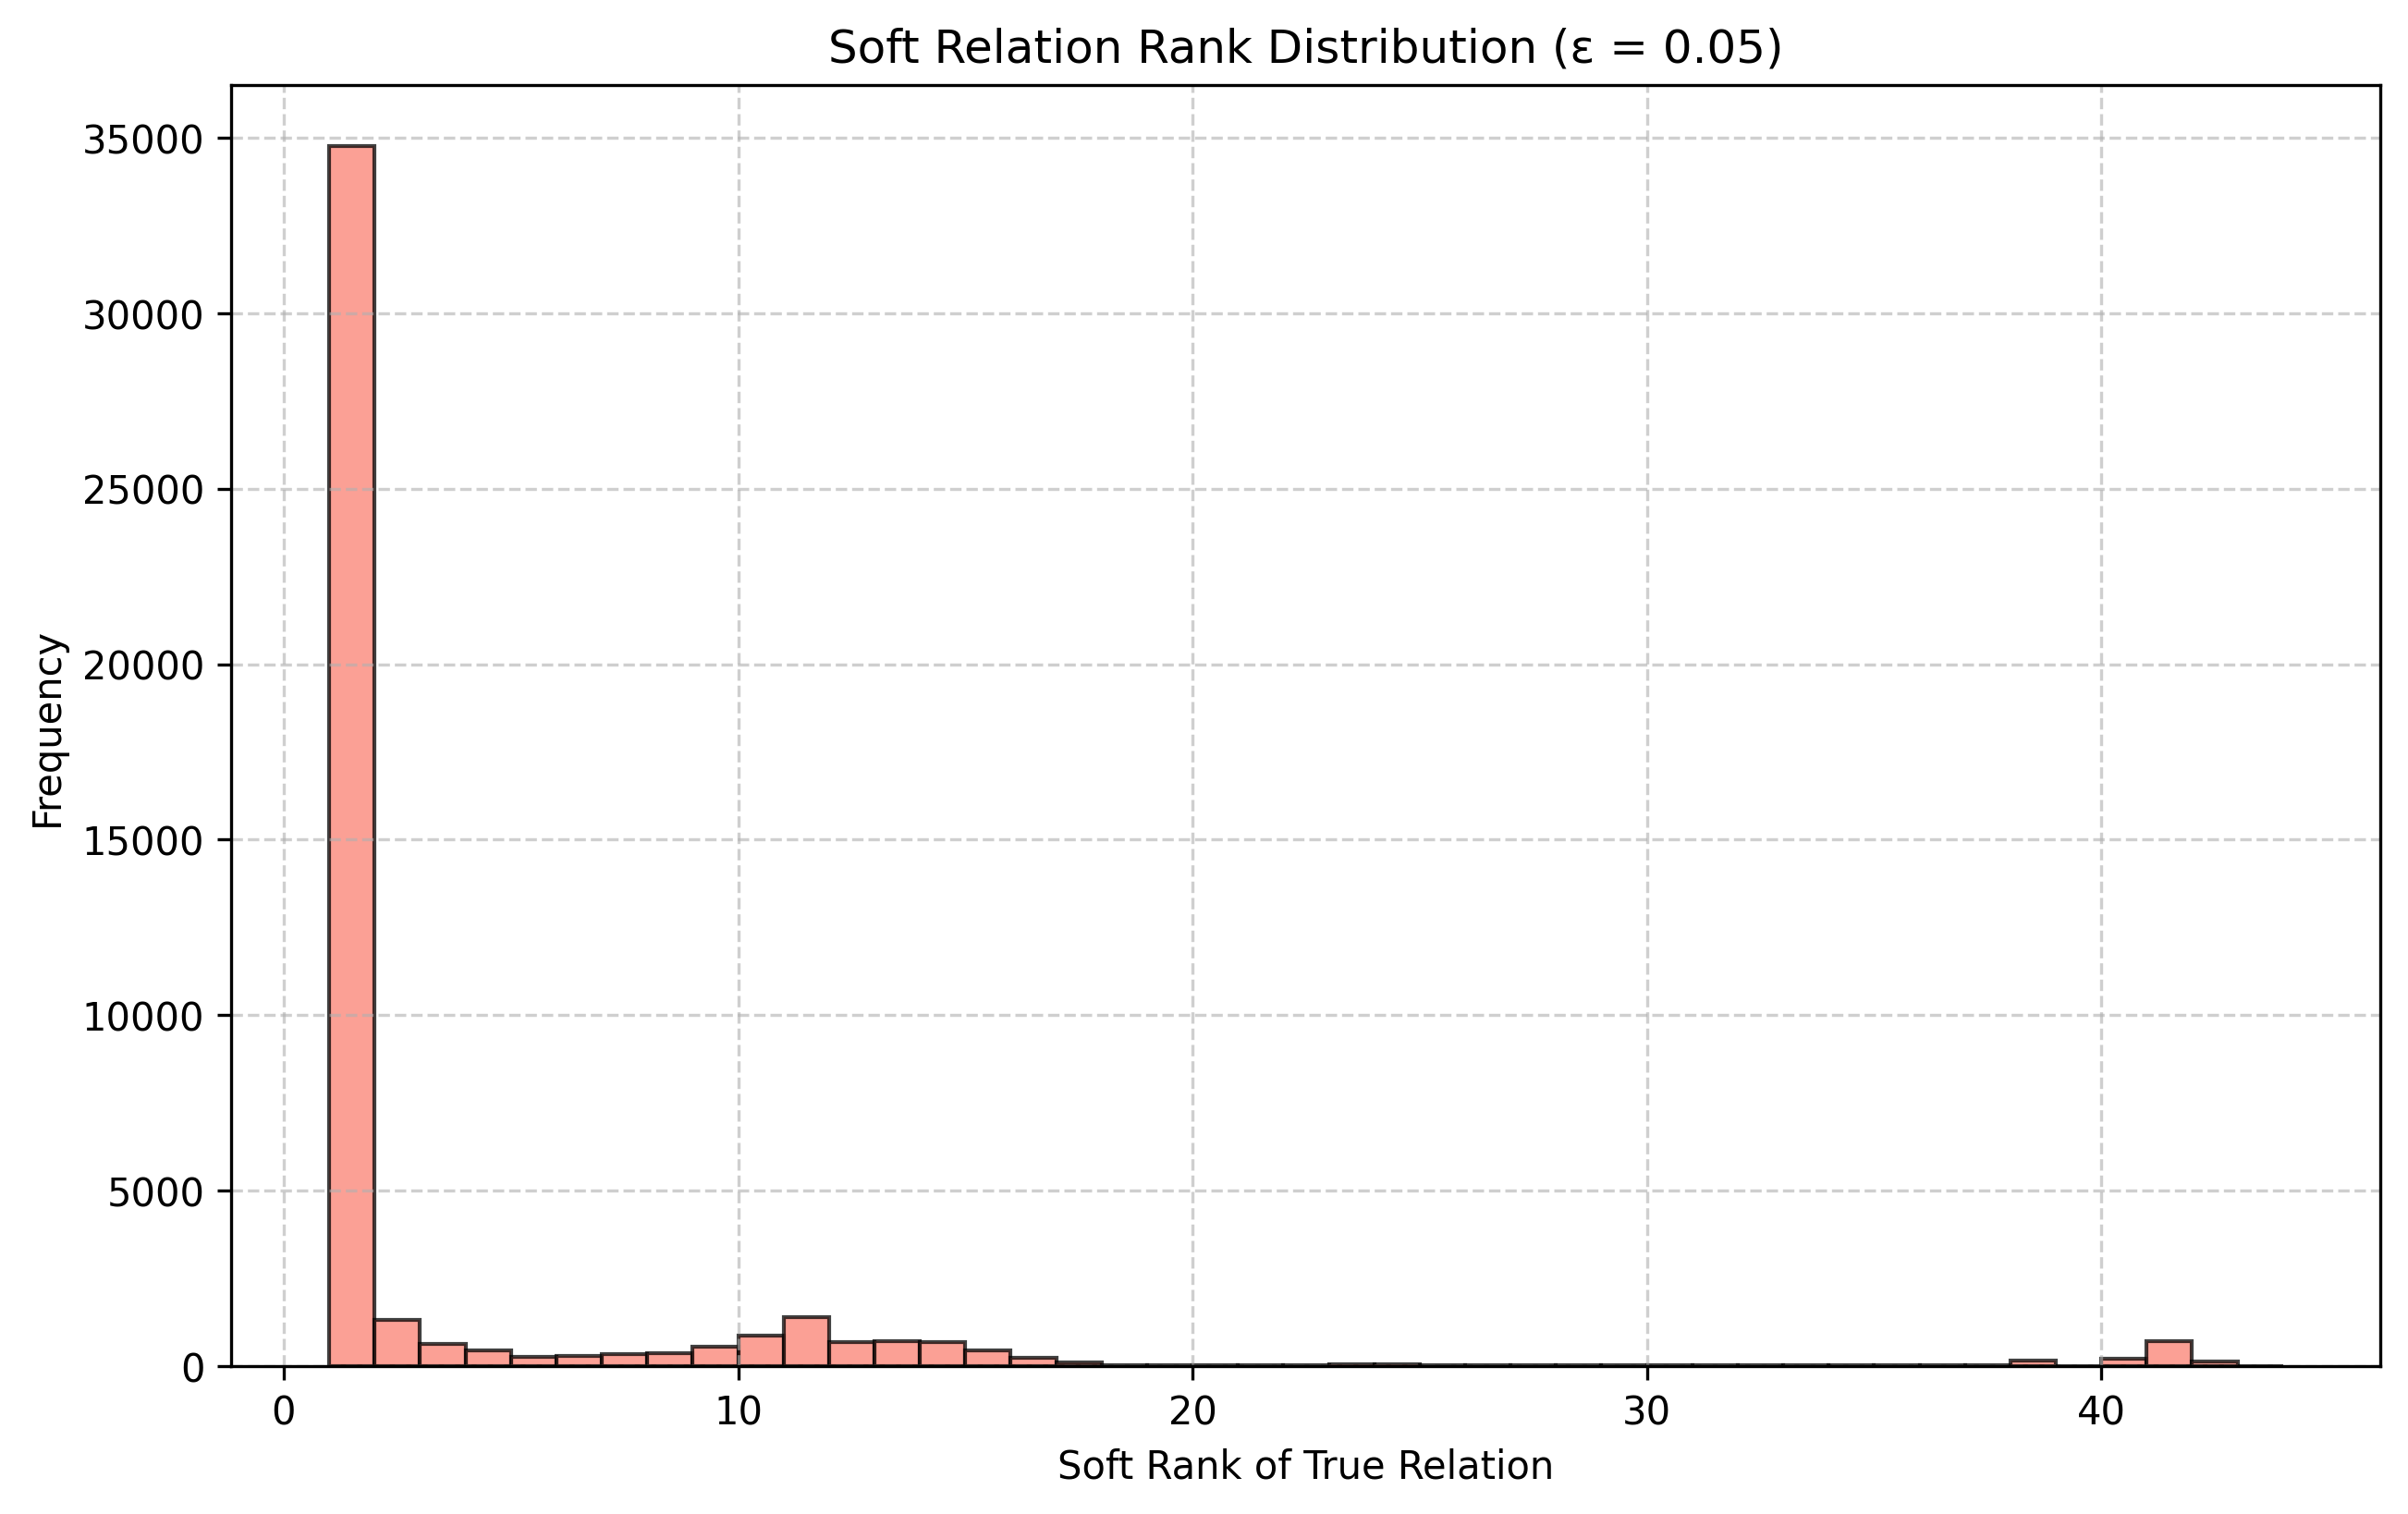 Soft Relation Rank Distribution (ε = 0.05)
Frequency
35000
30000
25000
20000
15000
10000
5000
0
0 10 20 30 40
Soft Rank of True Relation